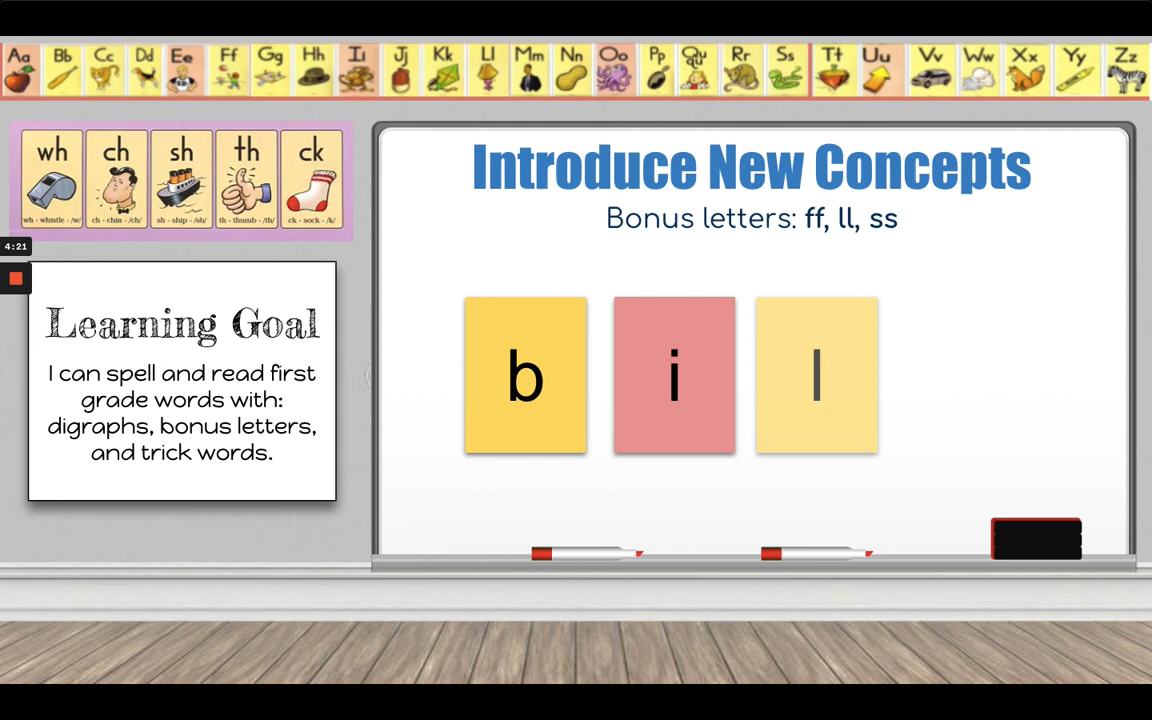 Aa Bb Cc Dd Ee Ff Gg Hh Ii Jj Kk Ll Mm Nn Oo Pp Qu qu Rr Ss Tt Uu Vv Ww Xx Yy Zz
wh ch sh th ck
wh - whistle - /w/ ch - chin - /ch/ sh - ship - /sh/ th - thumb - /th/ ck - sock - /k/
4:21
Learning Goal
I can spell and read first
grade words with:
digraphs, bonus letters,
and trick words.
Introduce New Concepts
Bonus letters: ff, ll, ss
b i l